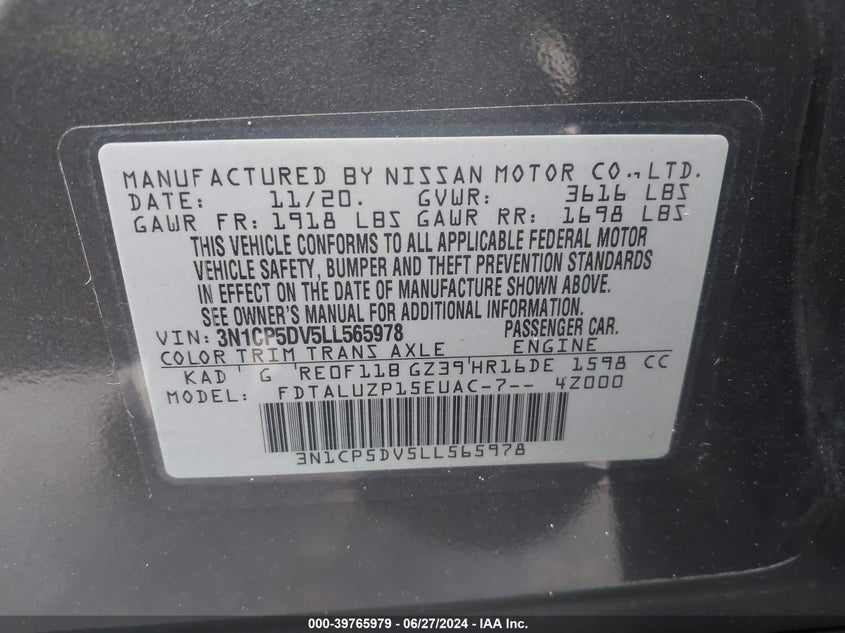 MANUFACTURED BY NISSAN MOTOR CO., LTD.
DATE: 11/20. GVWR: 3616 LBS
GAWR FR: 1918 LBS GAWR RR: 1698 LBS
THIS VEHICLE CONFORMS TO ALL APPLICABLE FEDERAL MOTOR
VEHICLE SAFETY, BUMPER AND THEFT PREVENTION STANDARDS
IN EFFECT ON THE DATE OF MANUFACTURE SHOWN ABOVE.
SEE OWNER'S MANUAL FOR ADDITIONAL INFORMATION.
VIN: 3N1CP5DV5LL565978 PASSENGER CAR.
COLOR TRIM TRANS AXLE ENGINE
KAD G RE0F11B GZ39 HR16DE 1598 CC
MODEL: FDTALUZP15EUAC-7-- 4Z000
3N1CP5DV5LL565978
000-39765979 / 06/27/2024 - IAA Inc.